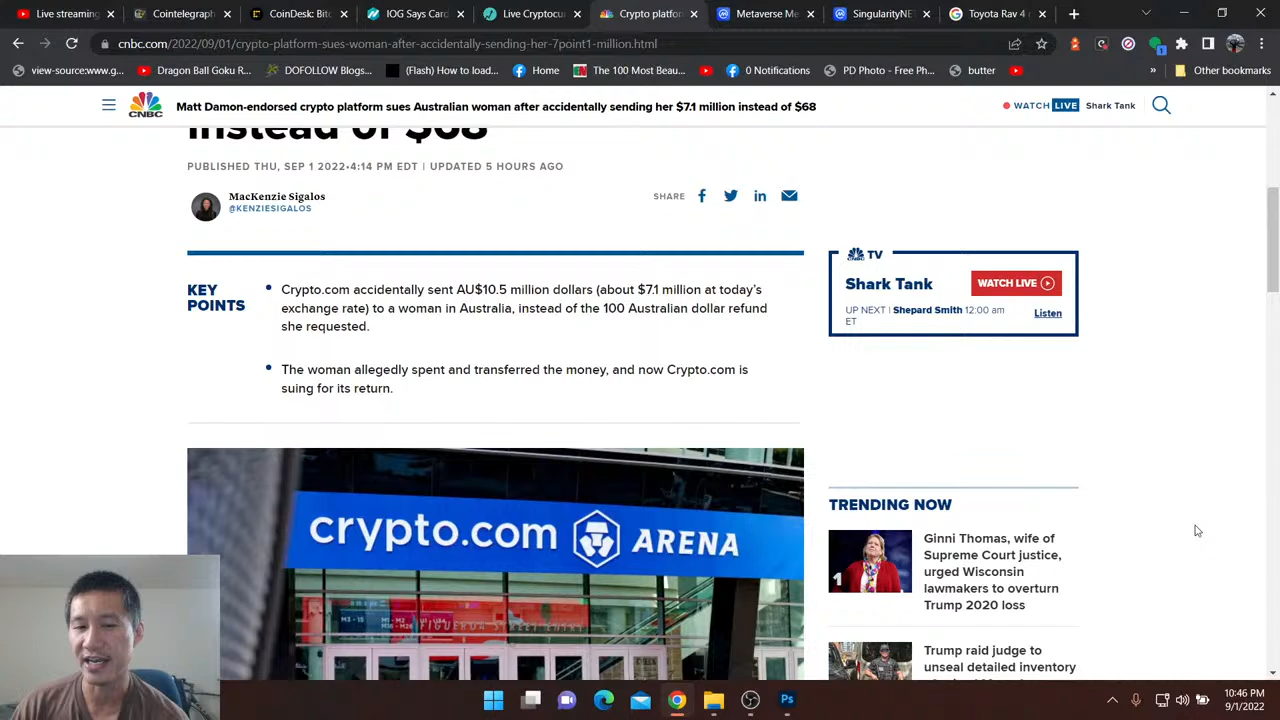 Livestream Dat
CoinDesk: Bitc
IOG Says Card
Live Cryptocur
Crypto platfor
Metaverse Me
SingularityNET
Toyota Rav 4 r
cnbc.com/2022/09/01/crypto-platform-sues-woman-after-accidentally-sending-her-7point1-million.html
view-source:www.g...
Dragon Ball Goku R...
DOFOLLOW Blogs...
(Flash) How to load...
Home
The 100 Most Beau...
0 Notifications
PD Photo - Free Ph...
butter
»
Other bookmarks
CNBC
Matt Damon-endorsed crypto platform sues Australian woman after accidentally sending her $7.1 million instead of $68
WATCH LIVE
Shark Tank
instead of $68
PUBLISHED THU, SEP 1 2022•4:14 PM EDT | UPDATED 5 HOURS AGO
MacKenzie Sigalos
@KENZIESIGALOS
SHARE
KEY
POINTS
Crypto.com accidentally sent AU$10.5 million dollars (about $7.1 million at today's
exchange rate) to a woman in Australia, instead of the 100 Australian dollar refund
she requested.
The woman allegedly spent and transferred the money, and now Crypto.com is
suing for its return.
TV
Shark Tank
WATCH LIVE
UP NEXT | Shepard Smith 12:00 am
ET
Listen
crypto.com ARENA
FIGUEROA STREET ENTRY
TRENDING NOW
Ginni Thomas, wife of
Supreme Court justice,
urged Wisconsin
lawmakers to overturn
Trump 2020 loss
Trump raid judge to
unseal detailed inventory
10:46 PM
9/1/2022